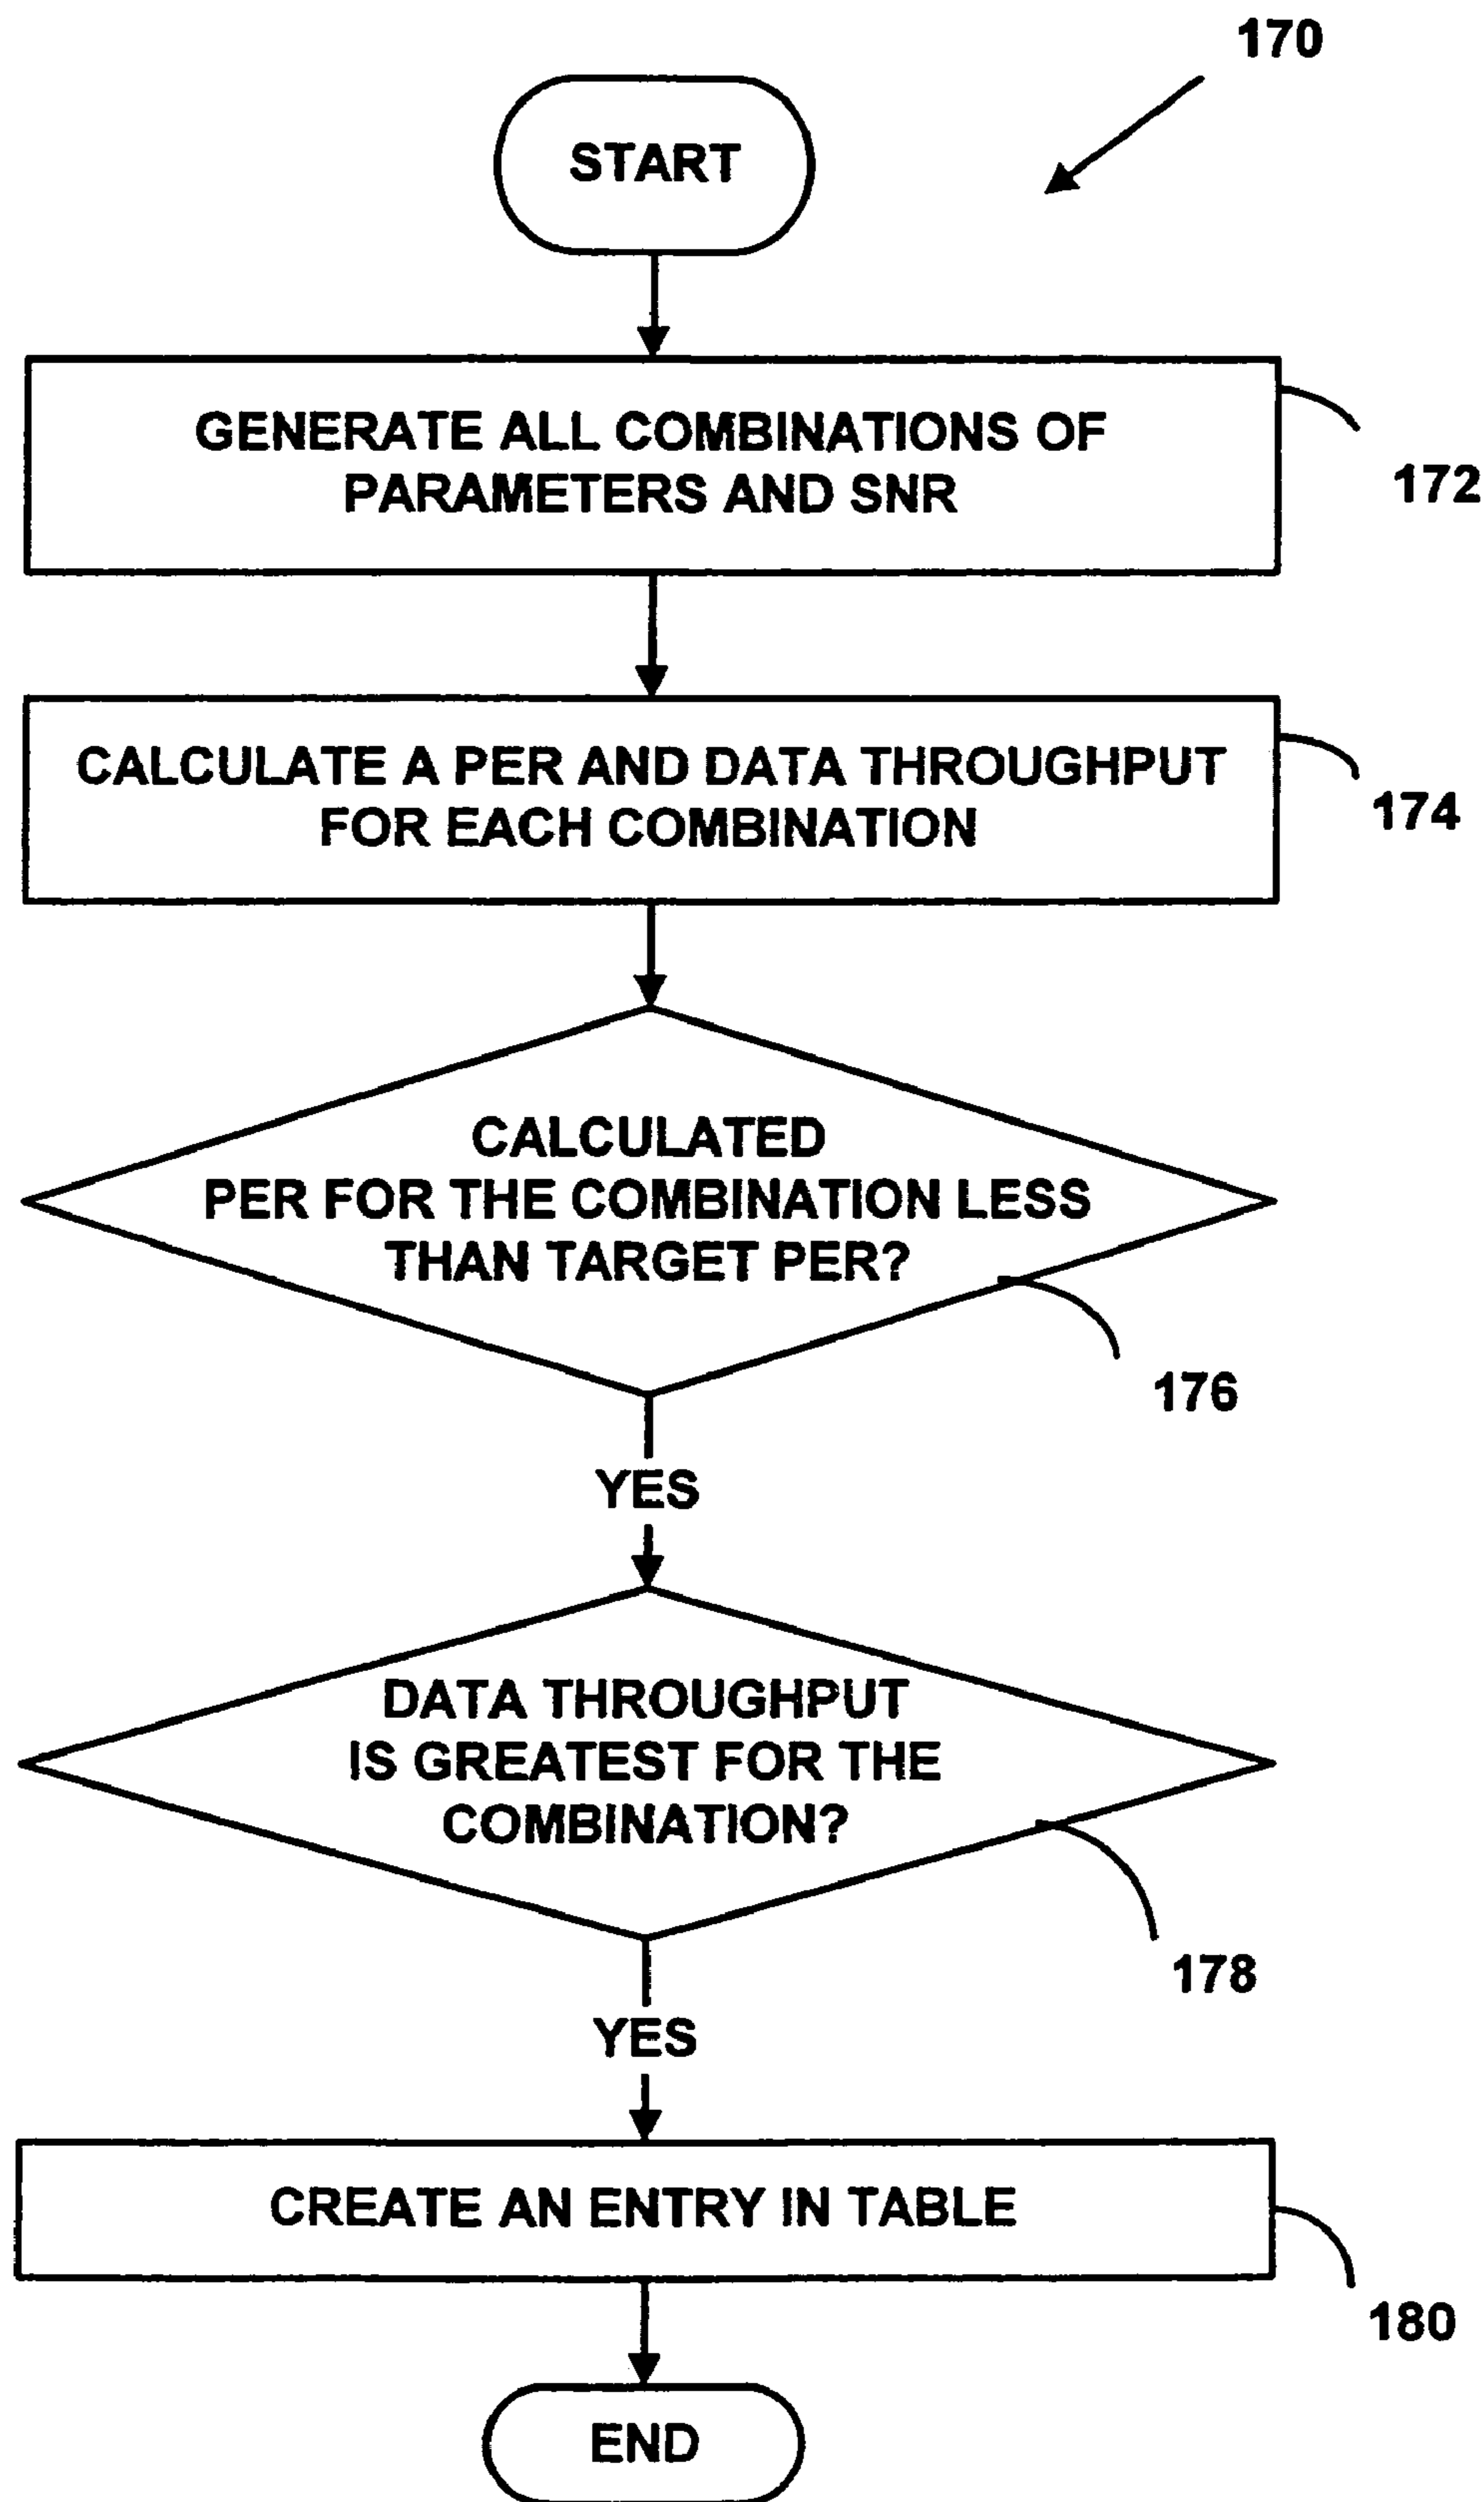 170
START
GENERATE ALL COMBINATIONS OF
PARAMETERS AND SNR
172
CALCULATE A PER AND DATA THROUGHPUT
FOR EACH COMBINATION
174
CALCULATED
PER FOR THE COMBINATION LESS
THAN TARGET PER?
176
YES
DATA THROUGHPUT
IS GREATEST FOR THE
COMBINATION?
178
YES
CREATE AN ENTRY IN TABLE
180
END